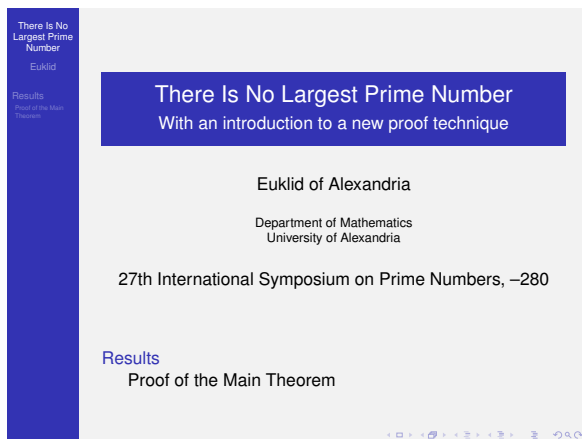 There Is No
Largest Prime
Number
Euklid
Results
Proof of the Main
Theorem
There Is No Largest Prime Number
With an introduction to a new proof technique
Euklid of Alexandria
Department of Mathematics
University of Alexandria
27th International Symposium on Prime Numbers, –280
Results
Proof of the Main Theorem